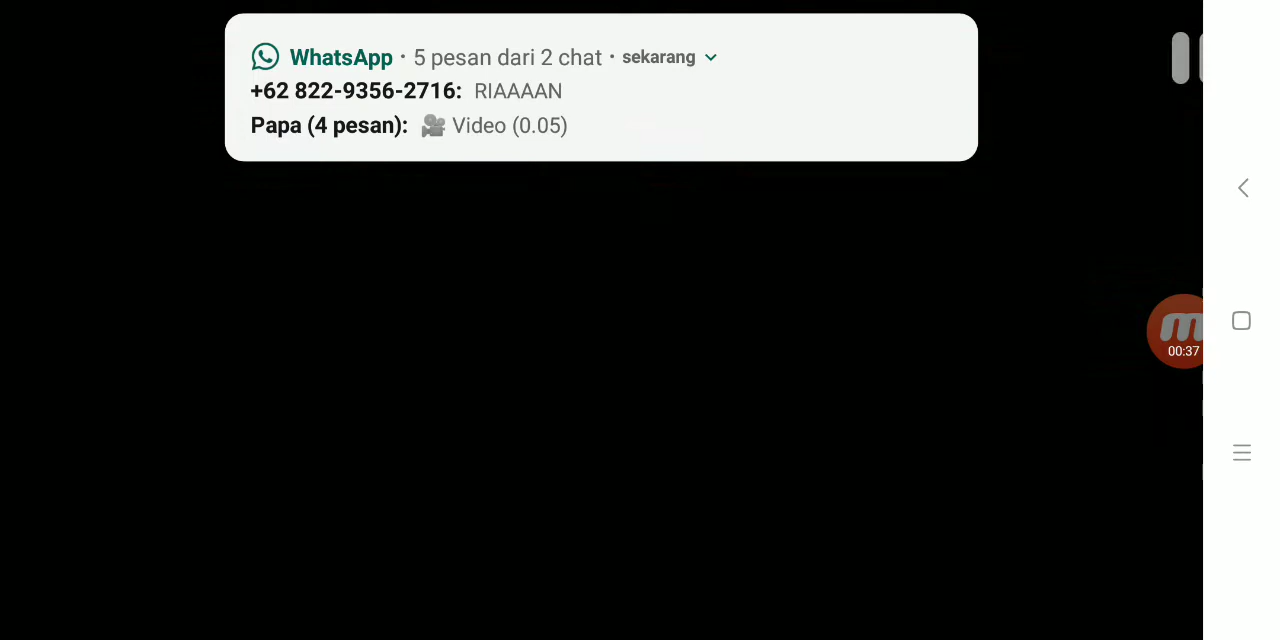 WhatsApp · 5 pesan dari 2 chat · sekarang
+62 822-9356-2716: RIAAAAN
Papa (4 pesan): 🎥 Video (0.05)
00:37